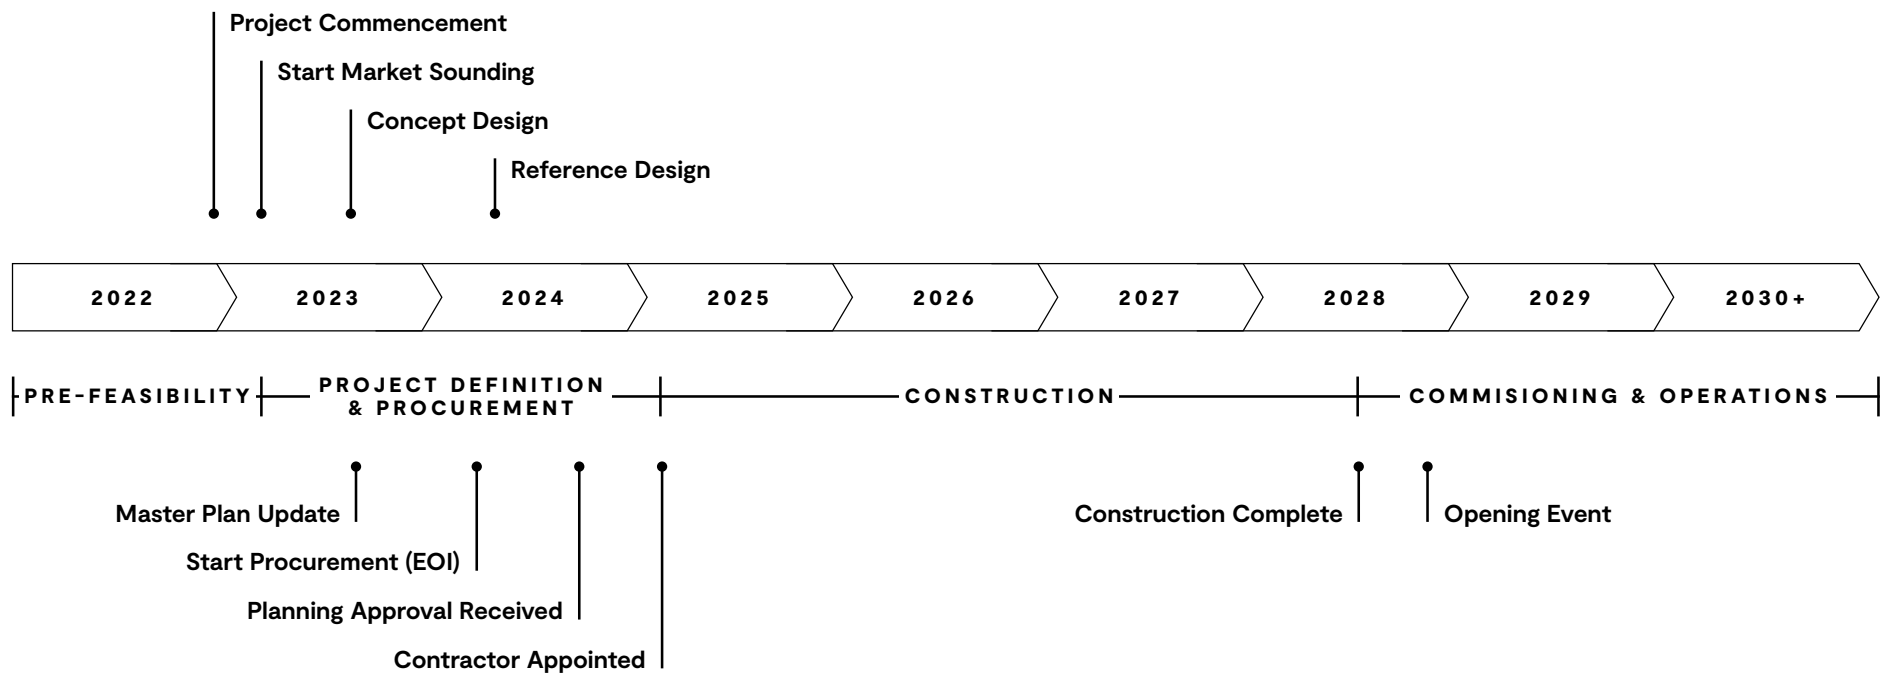 Project Commencement
Start Market Sounding
Concept Design
Reference Design
2022 2023 2024 2025 2026 2027 2028 2029 2030+
PRE-FEASIBILITY
PROJECT DEFINITION
& PROCUREMENT
CONSTRUCTION
COMMISIONING & OPERATIONS
Master Plan Update
Start Procurement (EOI)
Planning Approval Received
Contractor Appointed
Construction Complete
Opening Event